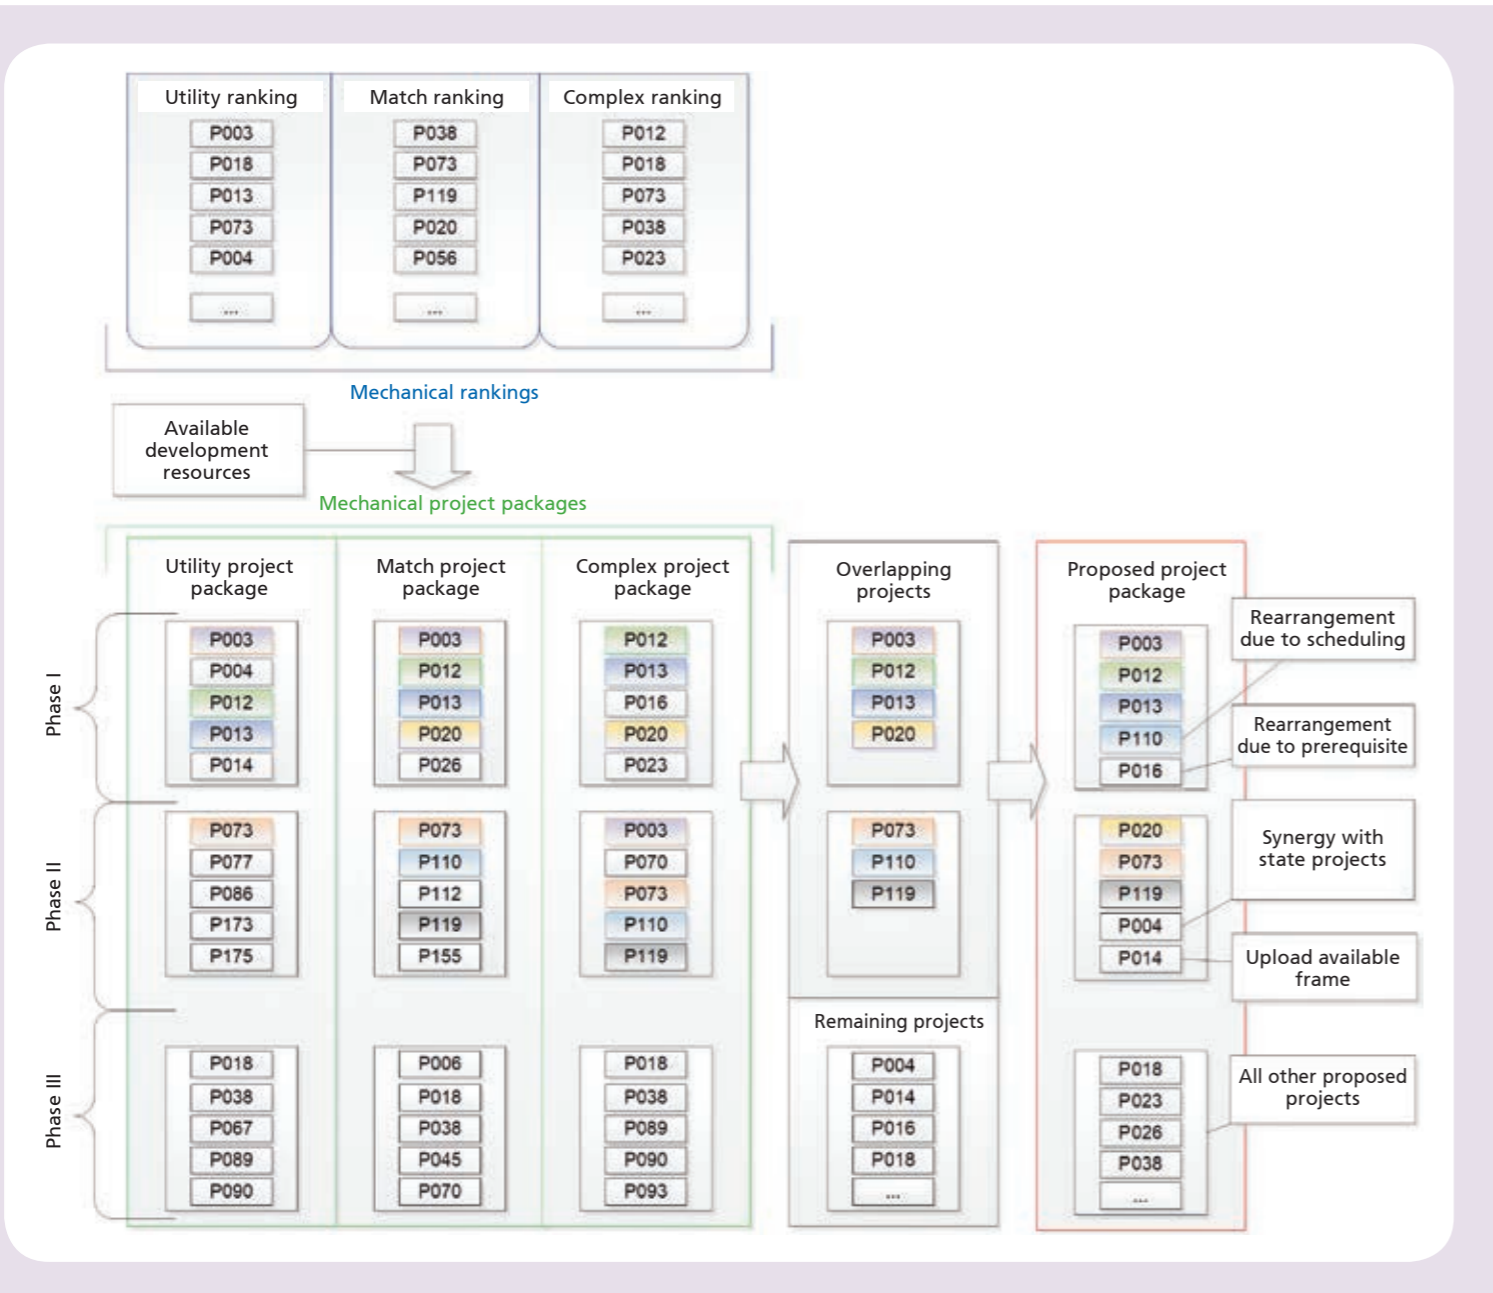 Utility ranking
P003
P018
P013
P073
P004
...
Match ranking
P038
P073
P119
P020
P056
...
Complex ranking
P012
P018
P073
P038
P023
...
Mechanical rankings
Available
development
resources
Mechanical project packages
Phase I
Phase II
Phase III
Utility project
package
P003
P004
P012
P013
P014
P073
P077
P086
P173
P175
P018
P038
P067
P089
P090
Match project
package
P003
P012
P013
P020
P026
P073
P110
P112
P119
P155
P006
P018
P038
P045
P070
Complex project
package
P012
P013
P016
P020
P023
P003
P070
P073
P110
P119
P018
P038
P089
P090
P093
Overlapping
projects
P003
P012
P013
P020
P073
P110
P119
Remaining projects
P004
P014
P016
P018
...
Proposed project
package
P003
P012
P013
P110
P016
P020
P073
P119
P004
P014
P018
P023
P026
P038
...
Rearrangement
due to scheduling
Rearrangement
due to prerequisite
Synergy with
state projects
Upload available
frame
All other proposed
projects